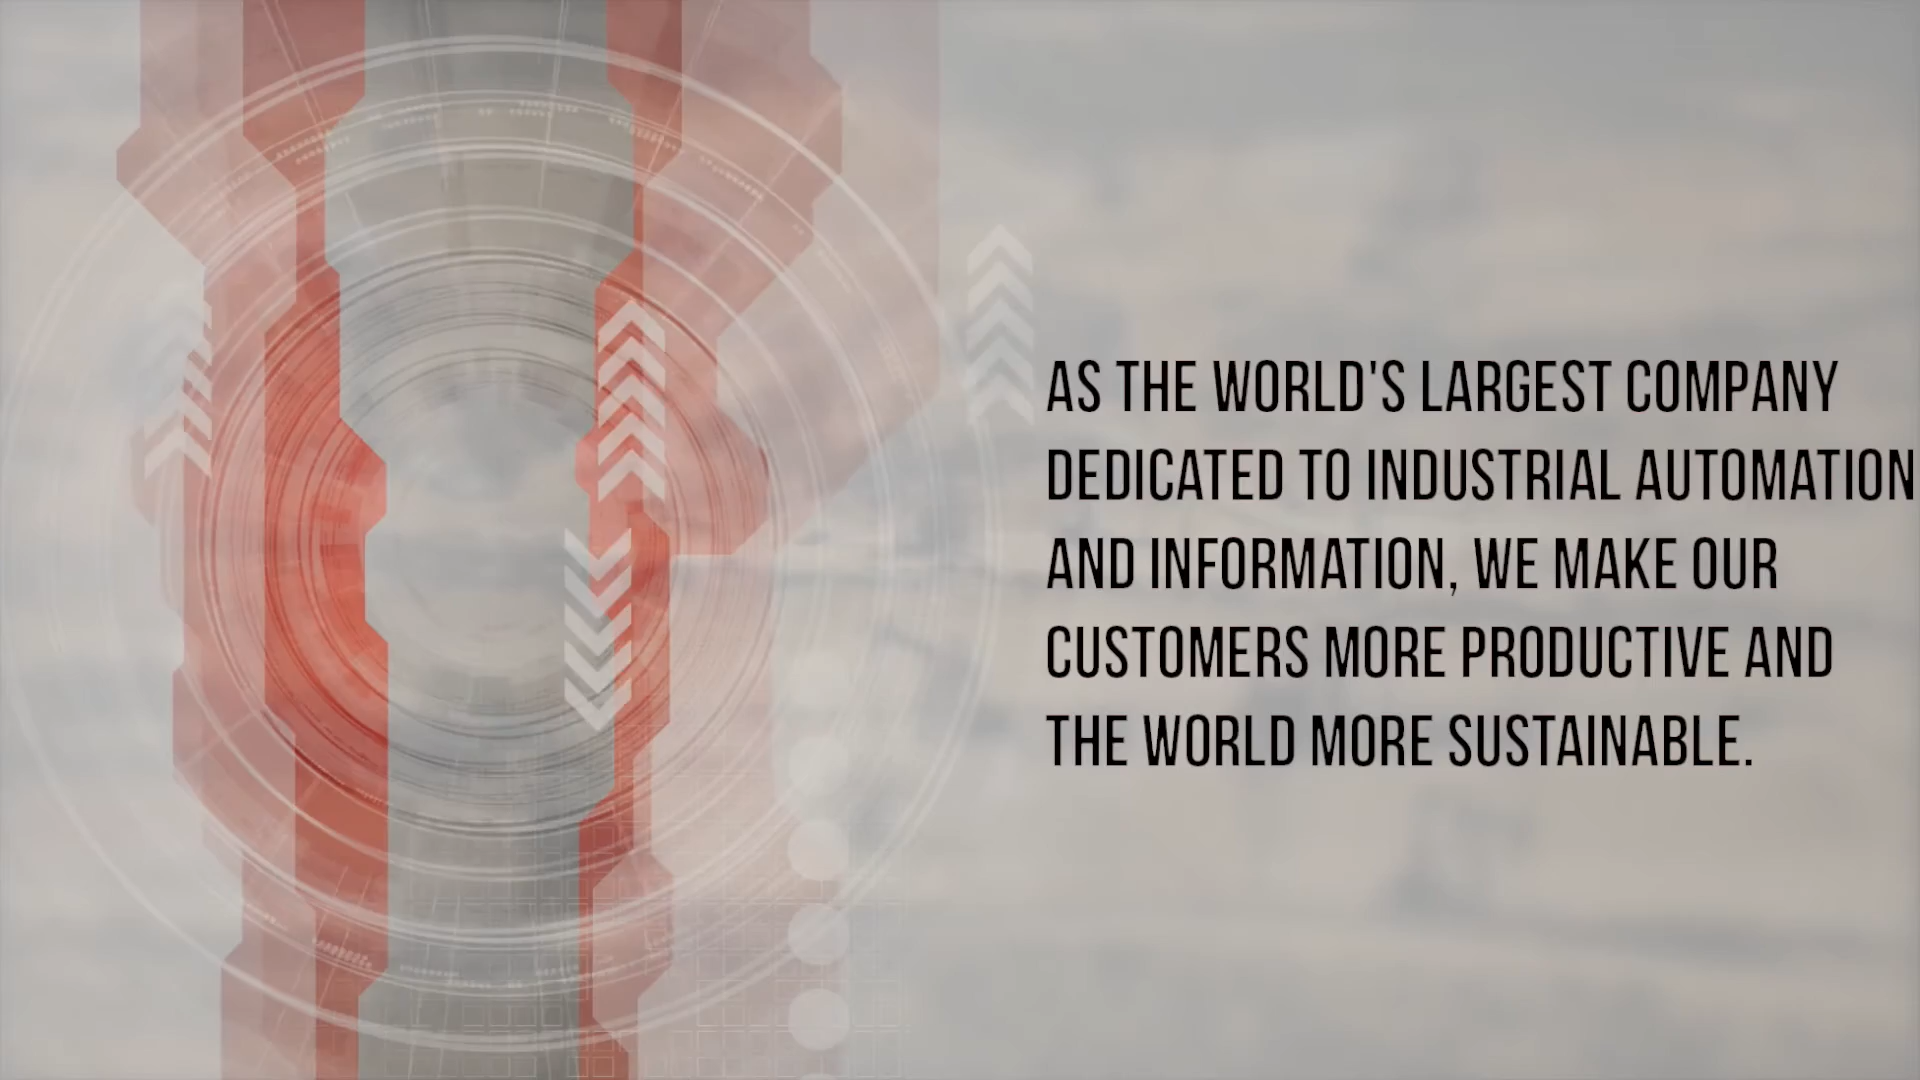 AS THE WORLD'S LARGEST COMPANY
DEDICATED TO INDUSTRIAL AUTOMATION
AND INFORMATION, WE MAKE OUR
CUSTOMERS MORE PRODUCTIVE AND
THE WORLD MORE SUSTAINABLE.